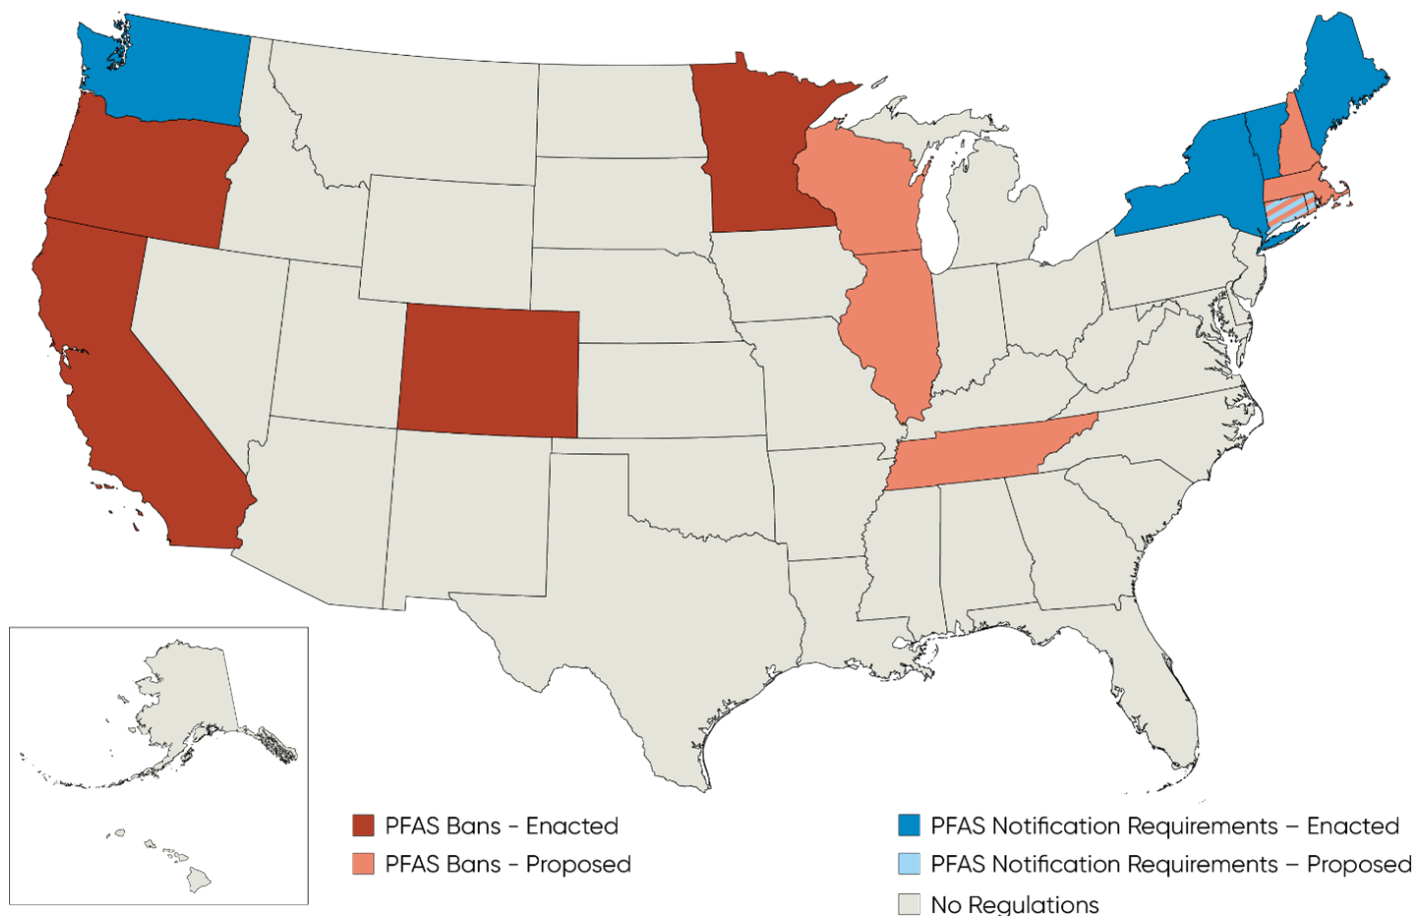 PFAS Bans - Enacted
PFAS Bans - Proposed
PFAS Notification Requirements – Enacted
PFAS Notification Requirements – Proposed
No Regulations